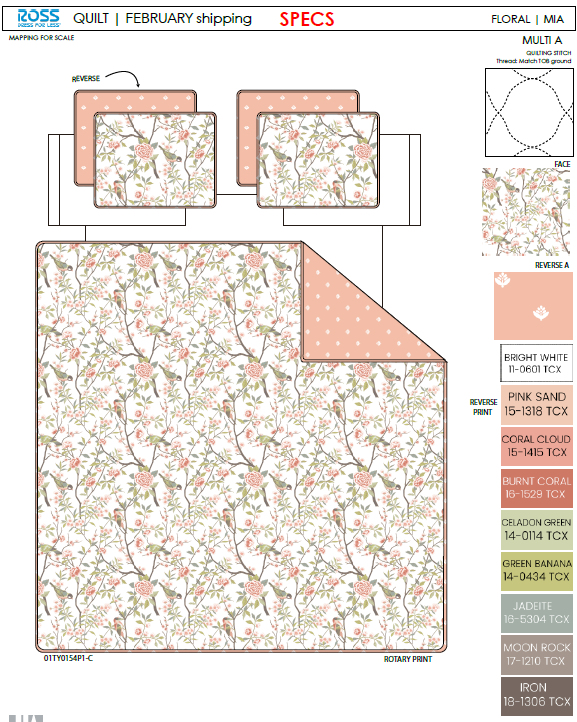 ROSS
DRESS FOR LESS
QUILT | FEBRUARY shipping
SPECS
FLORAL | MIA
MAPPING FOR SCALE
MULTI A
QUILTING STITCH
Thread: Match TOB ground
REVERSE
FACE
REVERSE A
BRIGHT WHITE
11-0601 TCX
REVERSE
PRINT
PINK SAND
15-1318 TCX
CORAL CLOUD
15-1415 TCX
BURNT CORAL
16-1529 TCX
CELADON GREEN
14-0114 TCX
GREEN BANANA
14-0434 TCX
JADEITE
16-5304 TCX
MOON ROCK
17-1210 TCX
IRON
18-1306 TCX
01TY0154P1-C
ROTARY PRINT